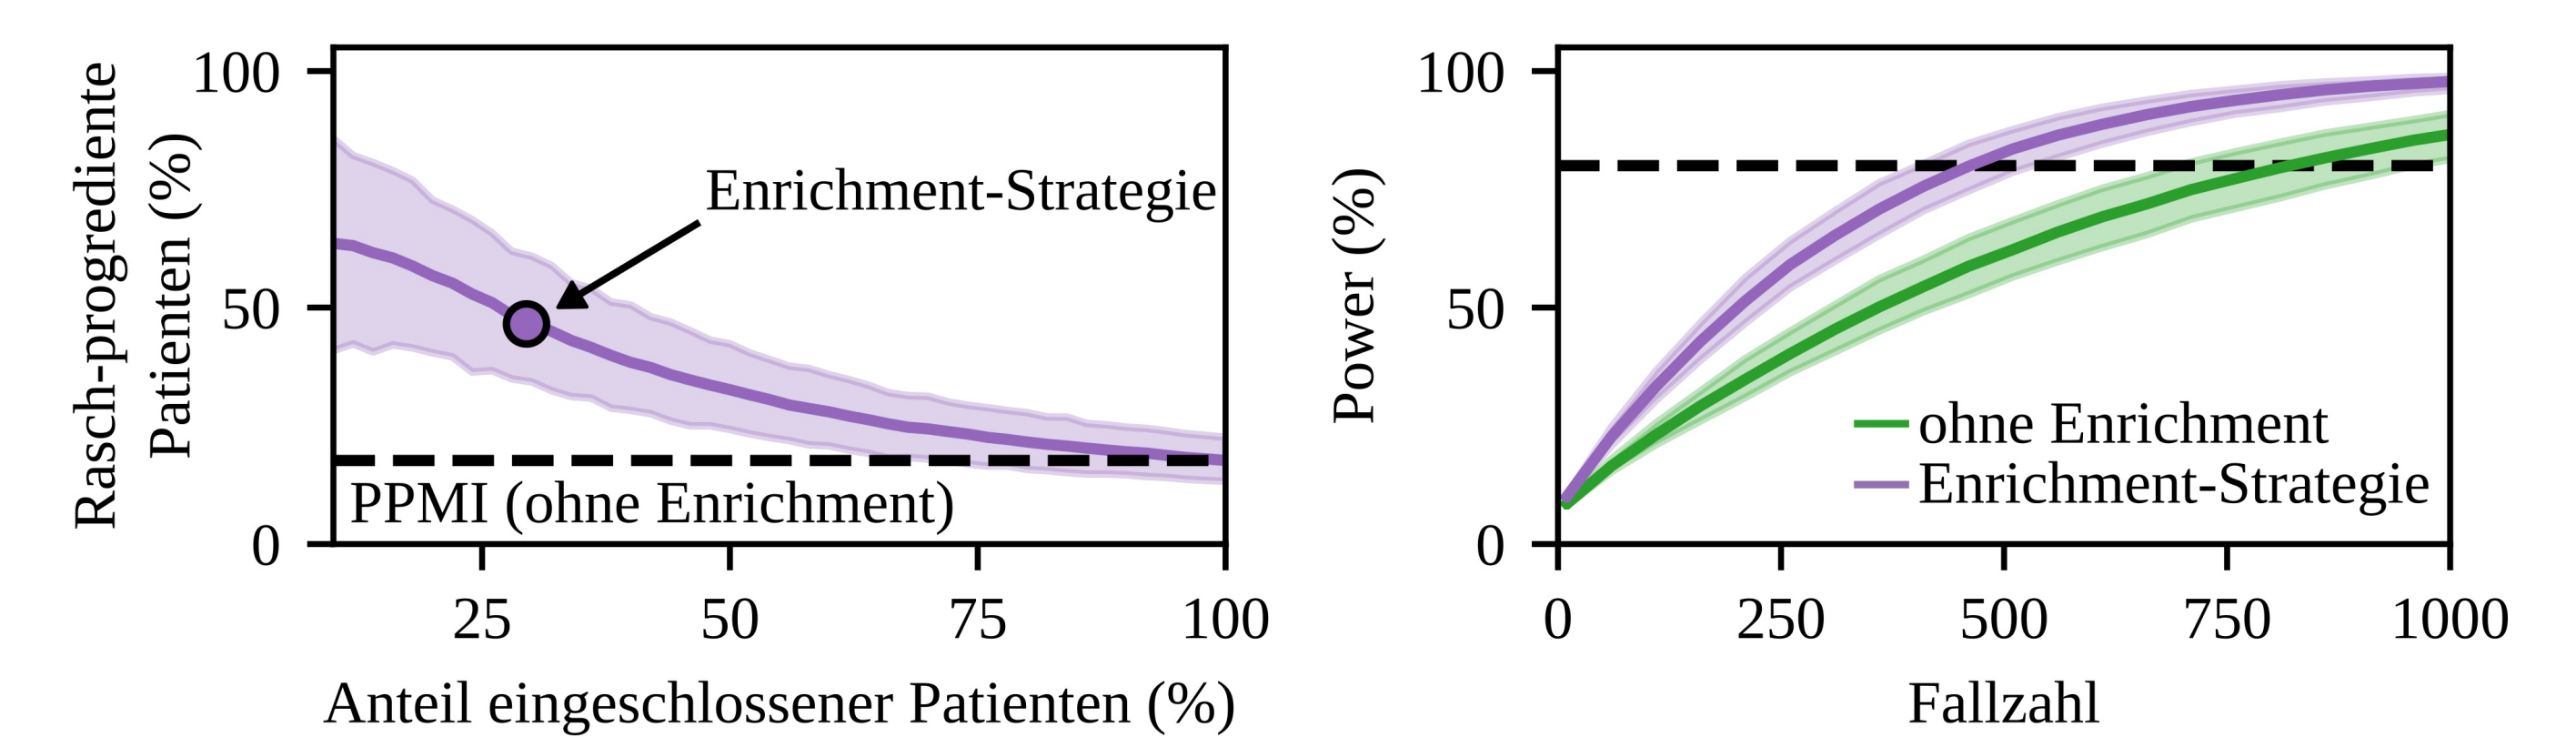 Rasch-progrediente
Patienten (%)
100
50
0
Enrichment-Strategie
PPMI (ohne Enrichment)
25 50 75 100
Anteil eingeschlossener Patienten (%)
Power (%)
100
50
0
ohne Enrichment
Enrichment-Strategie
0 250 500 750 1000
Fallzahl